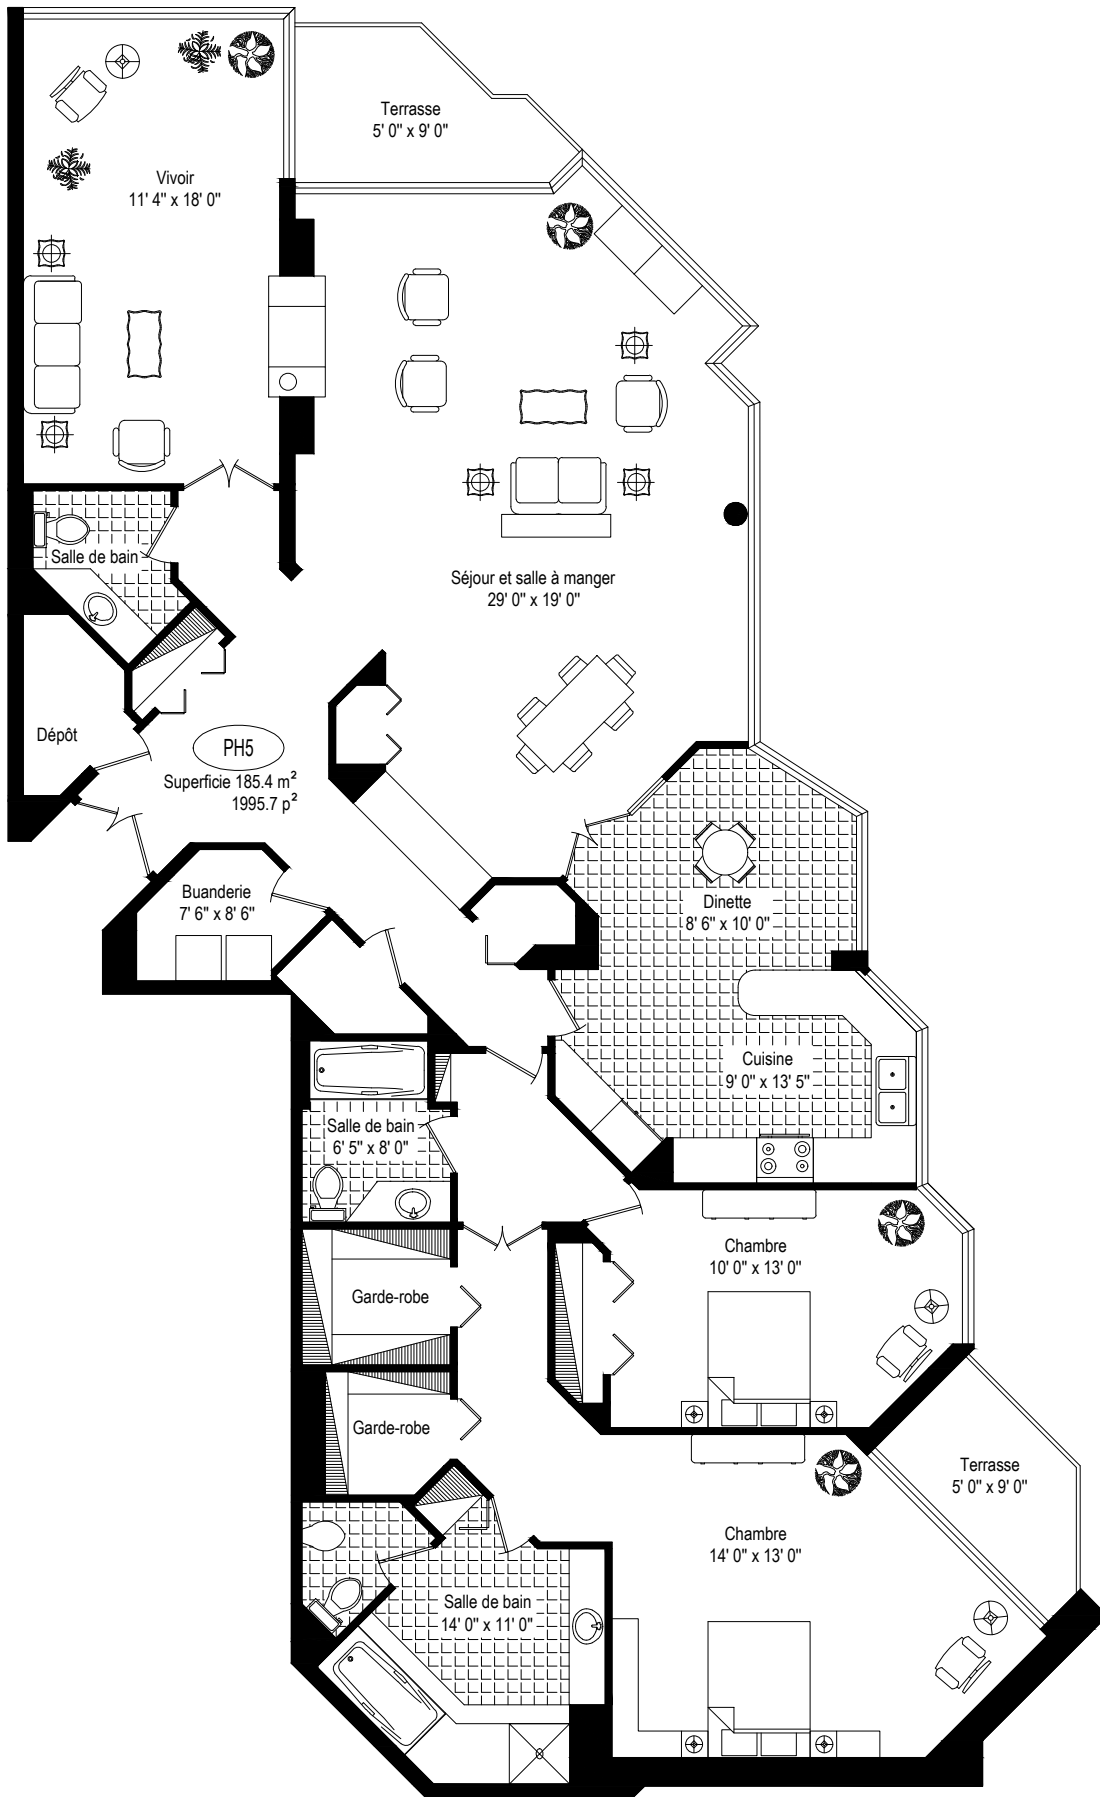 Terrasse
5' 0" x 9' 0"
Vivoir
11' 4" x 18' 0"
Salle de bain
Séjour et salle à manger
29' 0" x 19' 0"
Dépôt
PH5
Superficie 185.4 m²
1995.7 p²
Buanderie
7' 6" x 8' 6"
Dinette
8' 6" x 10' 0"
Cuisine
9' 0" x 13' 5"
Salle de bain
6' 5" x 8' 0"
Chambre
10' 0" x 13' 0"
Garde-robe
Garde-robe
Terrasse
5' 0" x 9' 0"
Chambre
14' 0" x 13' 0"
Salle de bain
14' 0" x 11' 0"